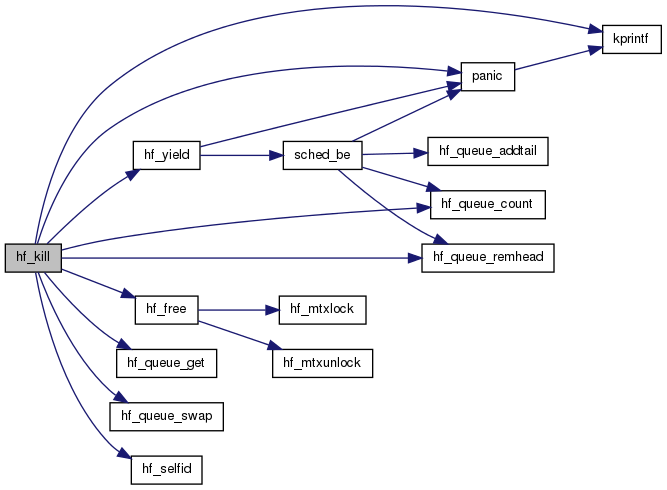 kprintf
panic
hf_yield
sched_be
hf_queue_addtail
hf_queue_count
hf_kill
hf_queue_remhead
hf_free
hf_mtxlock
hf_queue_get
hf_mtxunlock
hf_queue_swap
hf_selfid